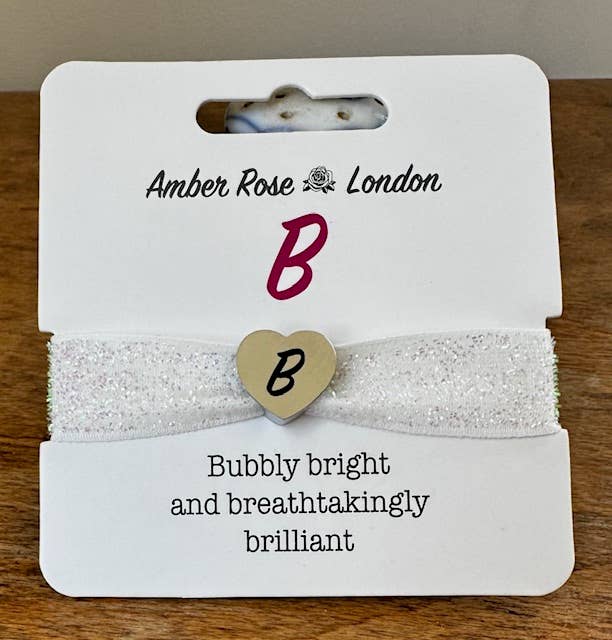 Amber Rose London
B
B
Bubbly bright
and breathtakingly
brilliant